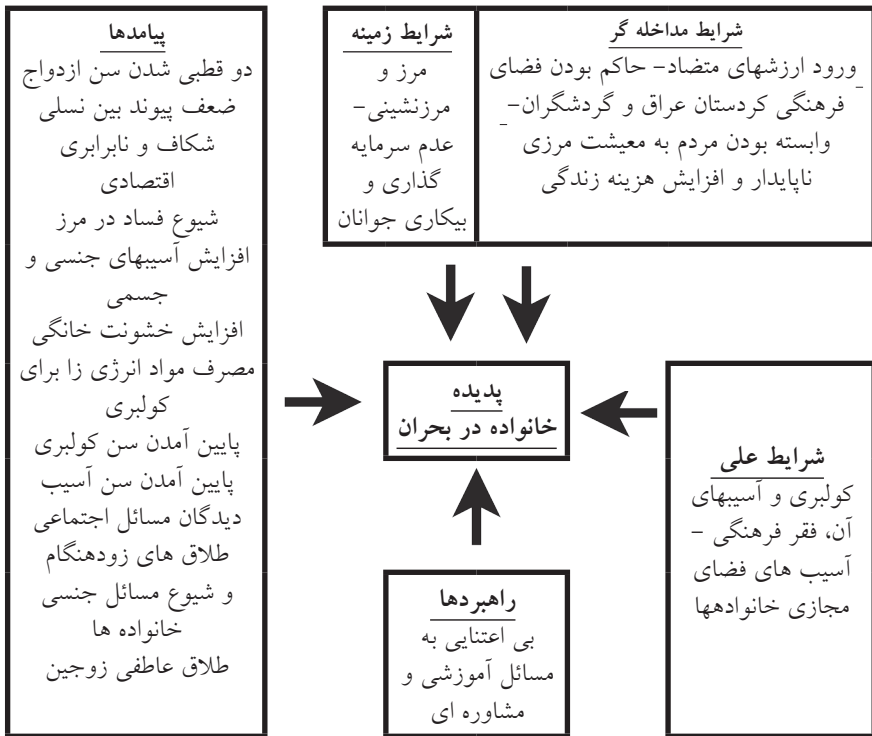 شرایط مداخله گر
ورود ارزشهای متضاد- حاکم بودن فضای
فرهنگی کردستان عراق و گردشگران-
وابسته بودن مردم به معیشت مرزی
ناپایدار و افزایش هزینه زندگی
شرایط زمینه
مرز و
مرزنشینی-
عدم سرمایه
گذاری و
بیکاری جوانان
پیامدها
دو قطبی شدن سن ازدواج
ضعف پیوند بین نسلی
شکاف و نابرابری
اقتصادی
شیوع فساد در مرز
افزایش آسیبهای جنسی و
جسمی
افزایش خشونت خانگی
مصرف مواد انرژی زا برای
کولبری
پایین آمدن سن کولبری
پایین آمدن سن آسیب
دیدگان مسائل اجتماعی
طلاق های زودهنگام
و شیوع مسائل جنسی
خانواده ها
طلاق عاطفی زوجین
پدیده
خانواده در بحران
شرایط علی
کولبری و آسیبهای
آن، فقر فرهنگی -
آسیب های فضای
مجازی خانوادهها
راهبردها
بی اعتنایی به
مسائل آموزشی و
مشاوره ای